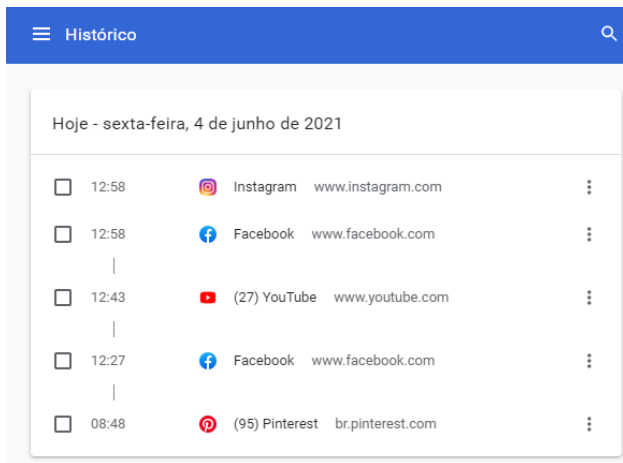 Histórico
Hoje - sexta-feira, 4 de junho de 2021
12:58 Instagram www.instagram.com
12:58 Facebook www.facebook.com
12:43 (27) YouTube www.youtube.com
12:27 Facebook www.facebook.com
08:48 (95) Pinterest br.pinterest.com